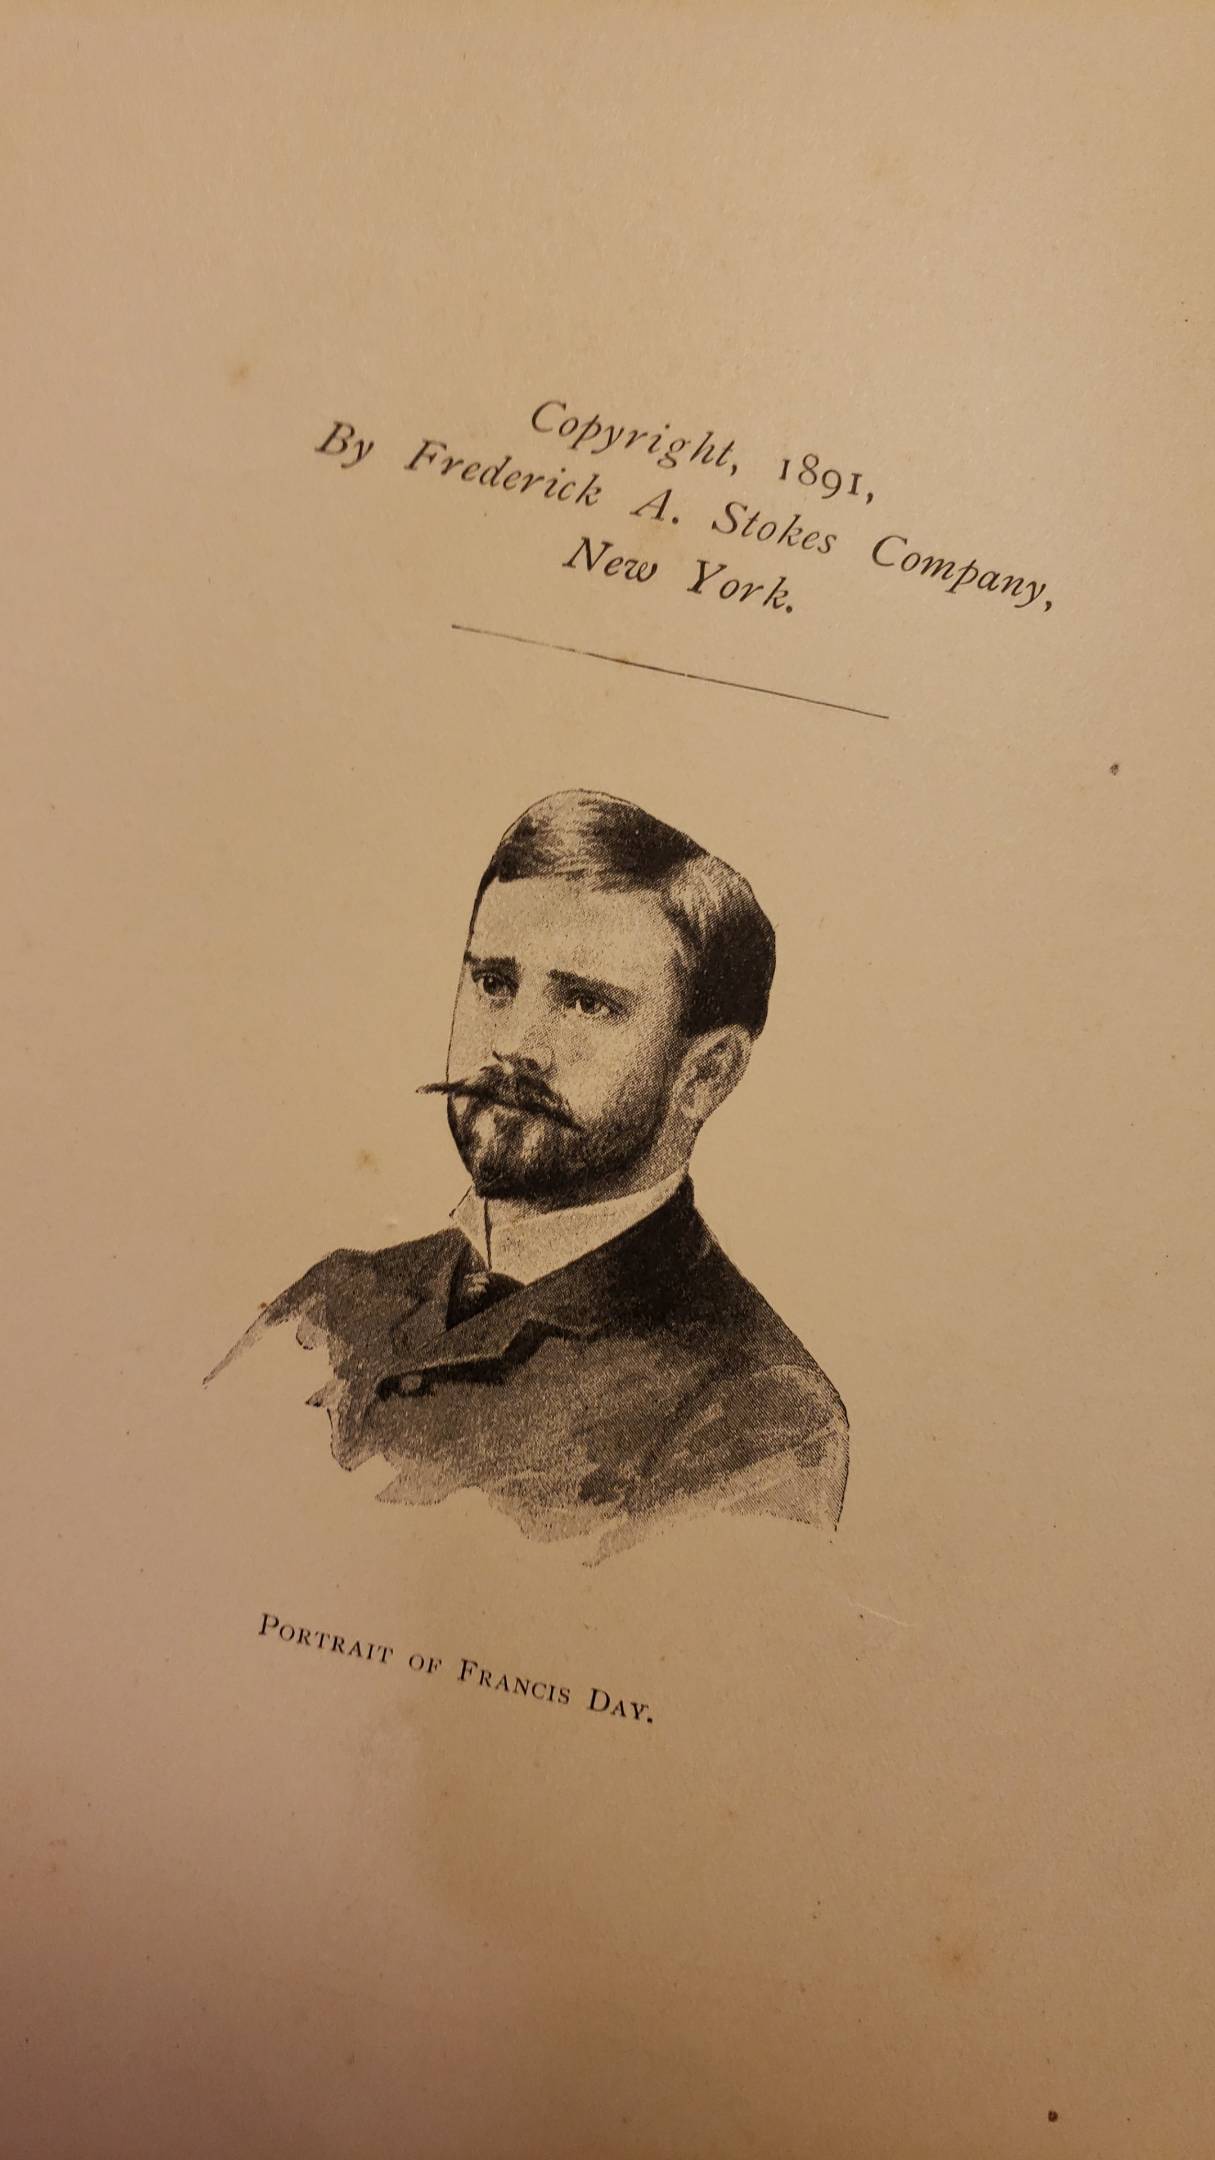 Copyright, 1891,
By Frederick A. Stokes Company,
New York.
Portrait of Francis Day.